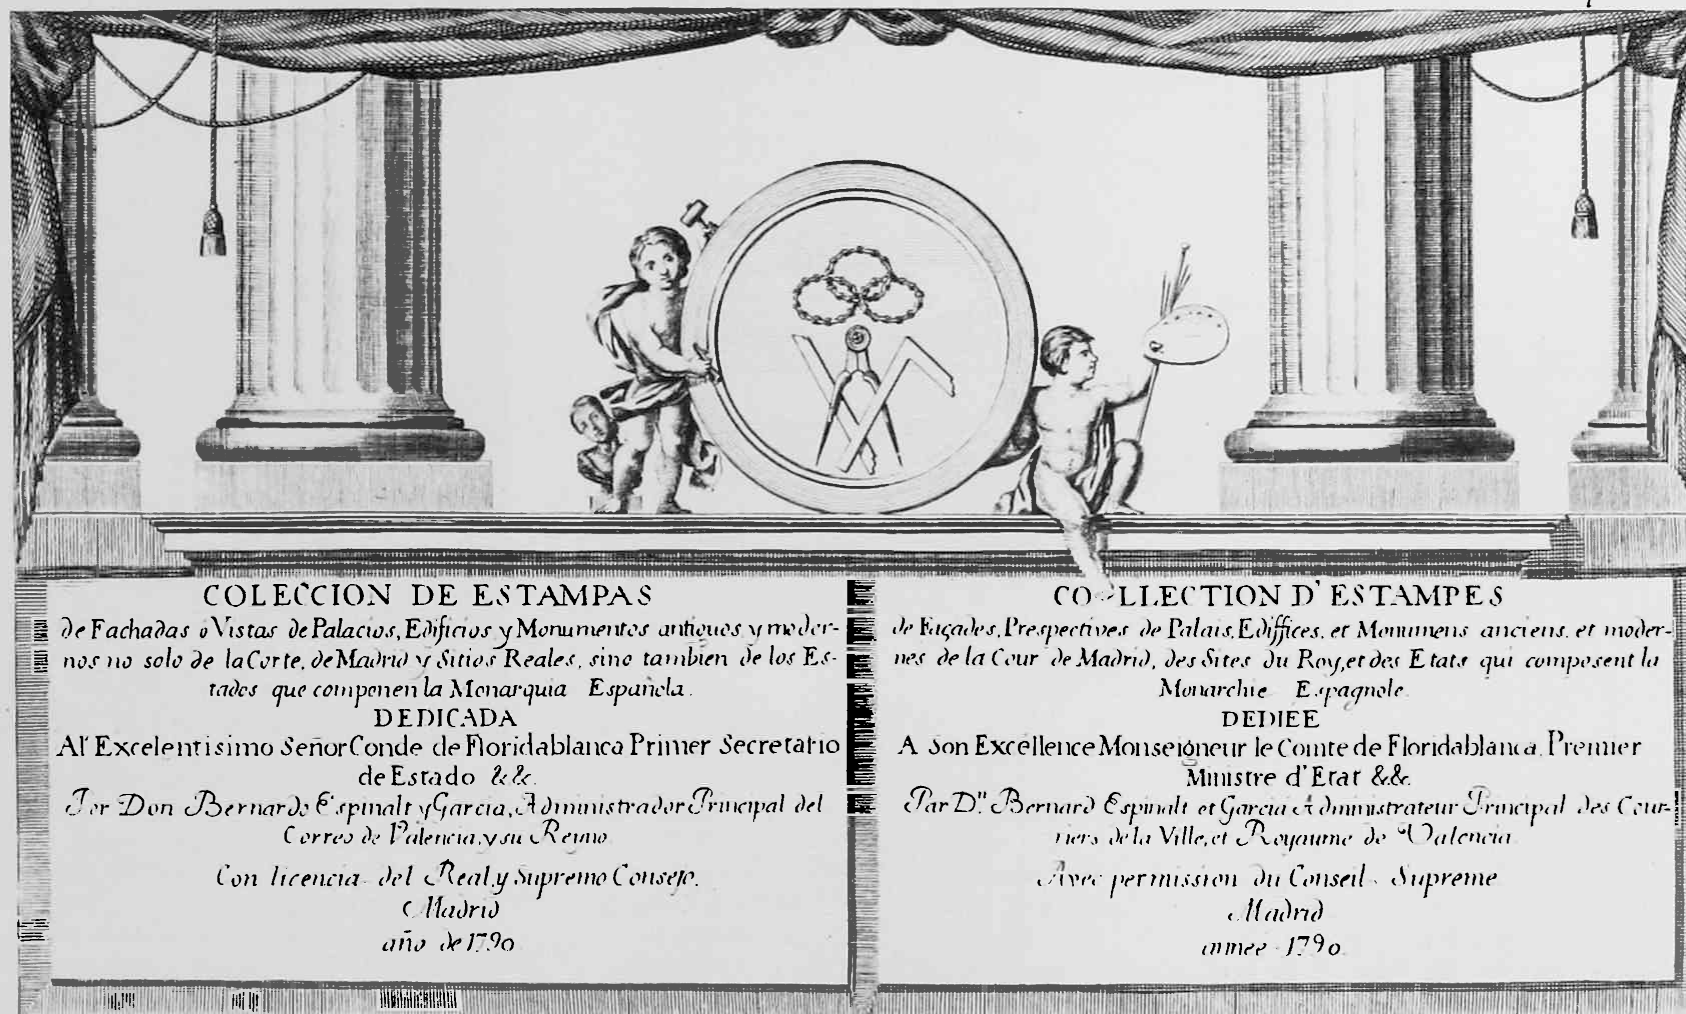 COLECCION DE ESTAMPAS
de Fachadas o Vistas de Palacios, Edificios y Monumentos antiguos y moder-
nos no solo de la Corte, de Madrid y Sitios Reales, sino tambien de los Es-
tados que componen la Monarquia Española.
DEDICADA
Al Excelentisimo Señor Conde de Floridablanca Primer Secretario
de Estado &&.
Por Don Bernardo Espinalt y Garcia, Administrador Principal del
Correo de Valencia, y su Reino
Con licencia del Real, y Supremo Consejo.
Madrid
año de 1790
COLLECTION D'ESTAMPES
de Façades, Prespectives de Palais, Ediffices, et Monumens anciens, et moder-
nes de la Cour de Madrid, des Sites du Roy, et des Etats qui composent la
Monarchie Espagnole
DEDIEE
A Son Excellence Monseigneur le Comte de Floridablanca, Premier
Ministre d'Etat &&.
Par D.n Bernard Espinalt et Garcia Administrateur Principal des Cour-
riers de la Ville, et Royaume de Valencia
Avec permission du Conseil Supreme
Madrid
annee 1790